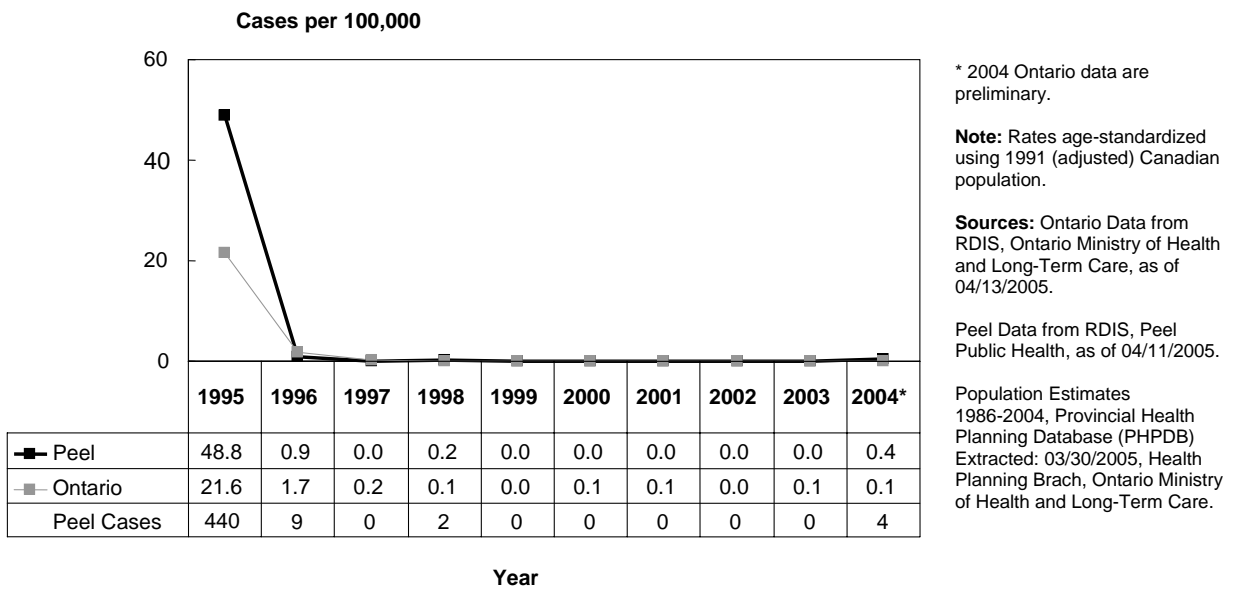 Cases per 100,000
60
40
20
0
1995 1996 1997 1998 1999 2000 2001 2002 2003 2004*
Peel 48.8 0.9 0.0 0.2 0.0 0.0 0.0 0.0 0.0 0.4
Ontario 21.6 1.7 0.2 0.1 0.0 0.1 0.1 0.0 0.1 0.1
Peel Cases 440 9 0 2 0 0 0 0 0 4
Year
* 2004 Ontario data are
preliminary.
Note: Rates age-standardized
using 1991 (adjusted) Canadian
population.
Sources: Ontario Data from
RDIS, Ontario Ministry of Health
and Long-Term Care, as of
04/13/2005.
Peel Data from RDIS, Peel
Public Health, as of 04/11/2005.
Population Estimates
1986-2004, Provincial Health
Planning Database (PHPDB)
Extracted: 03/30/2005, Health
Planning Brach, Ontario Ministry
of Health and Long-Term Care.